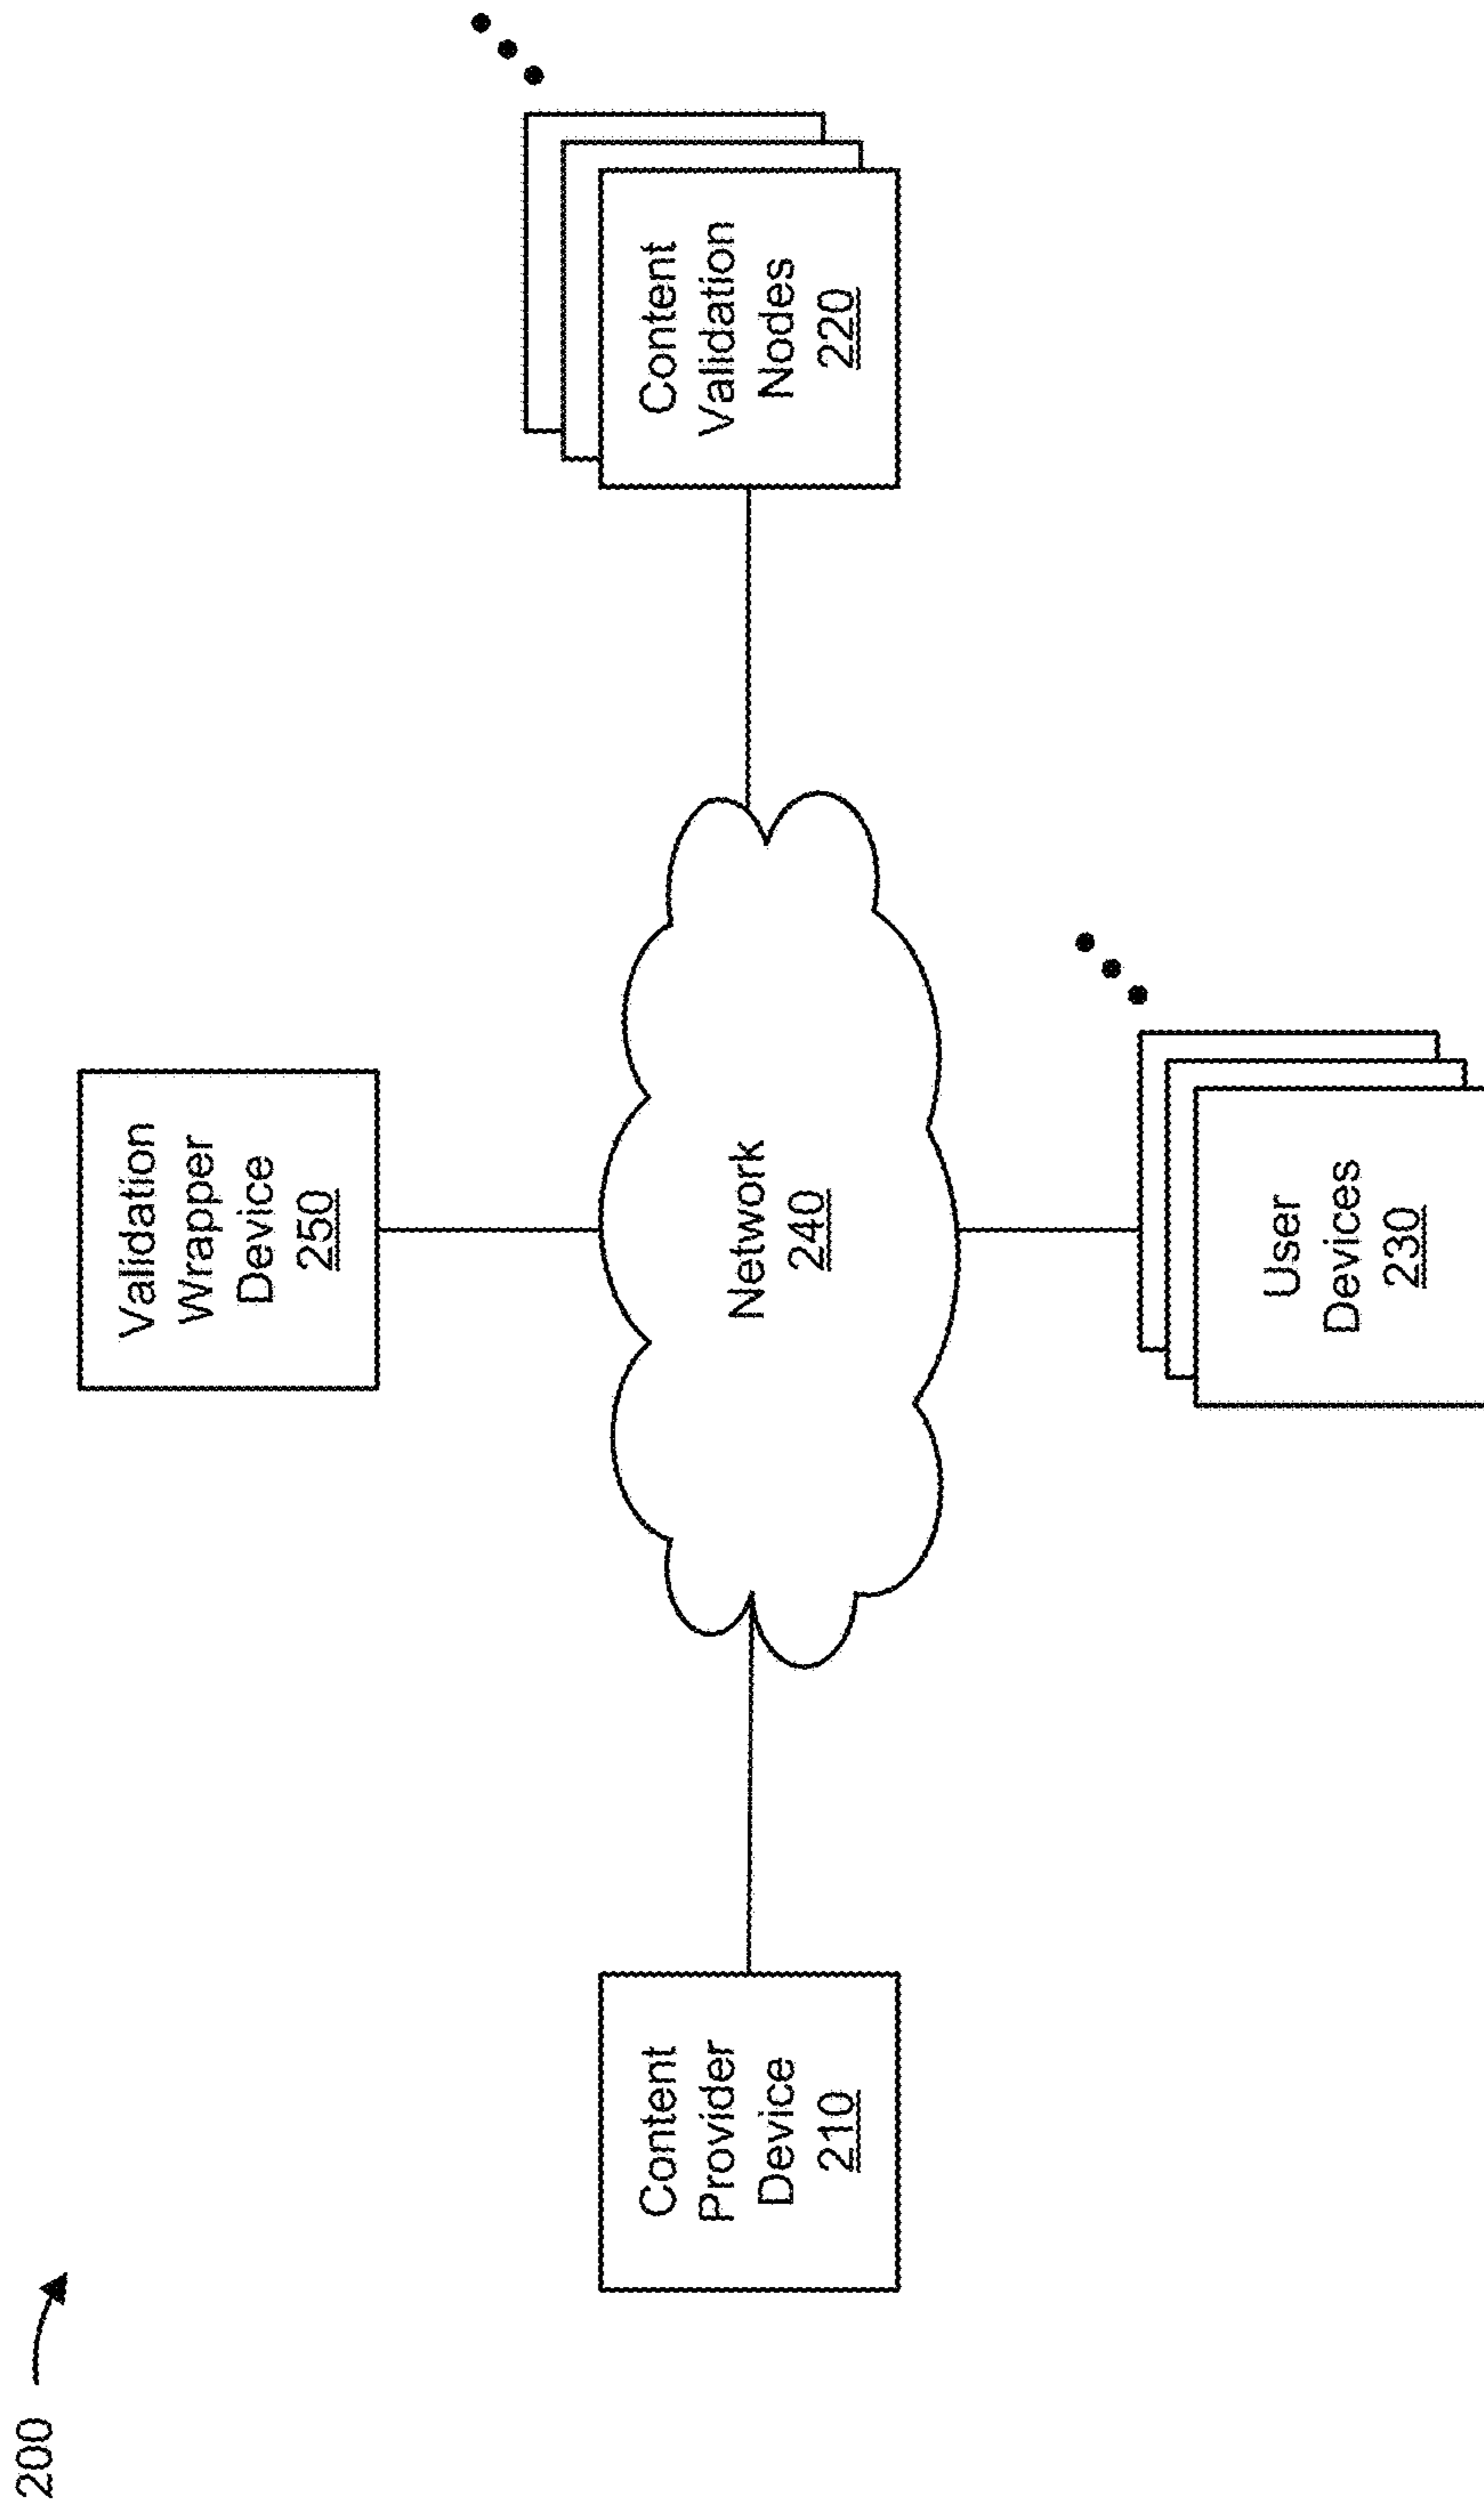 200
Validation
Wrapper
Device
250
Content
Provider
Device
210
Network
240
Content
Validation
Nodes
220
User
Devices
230